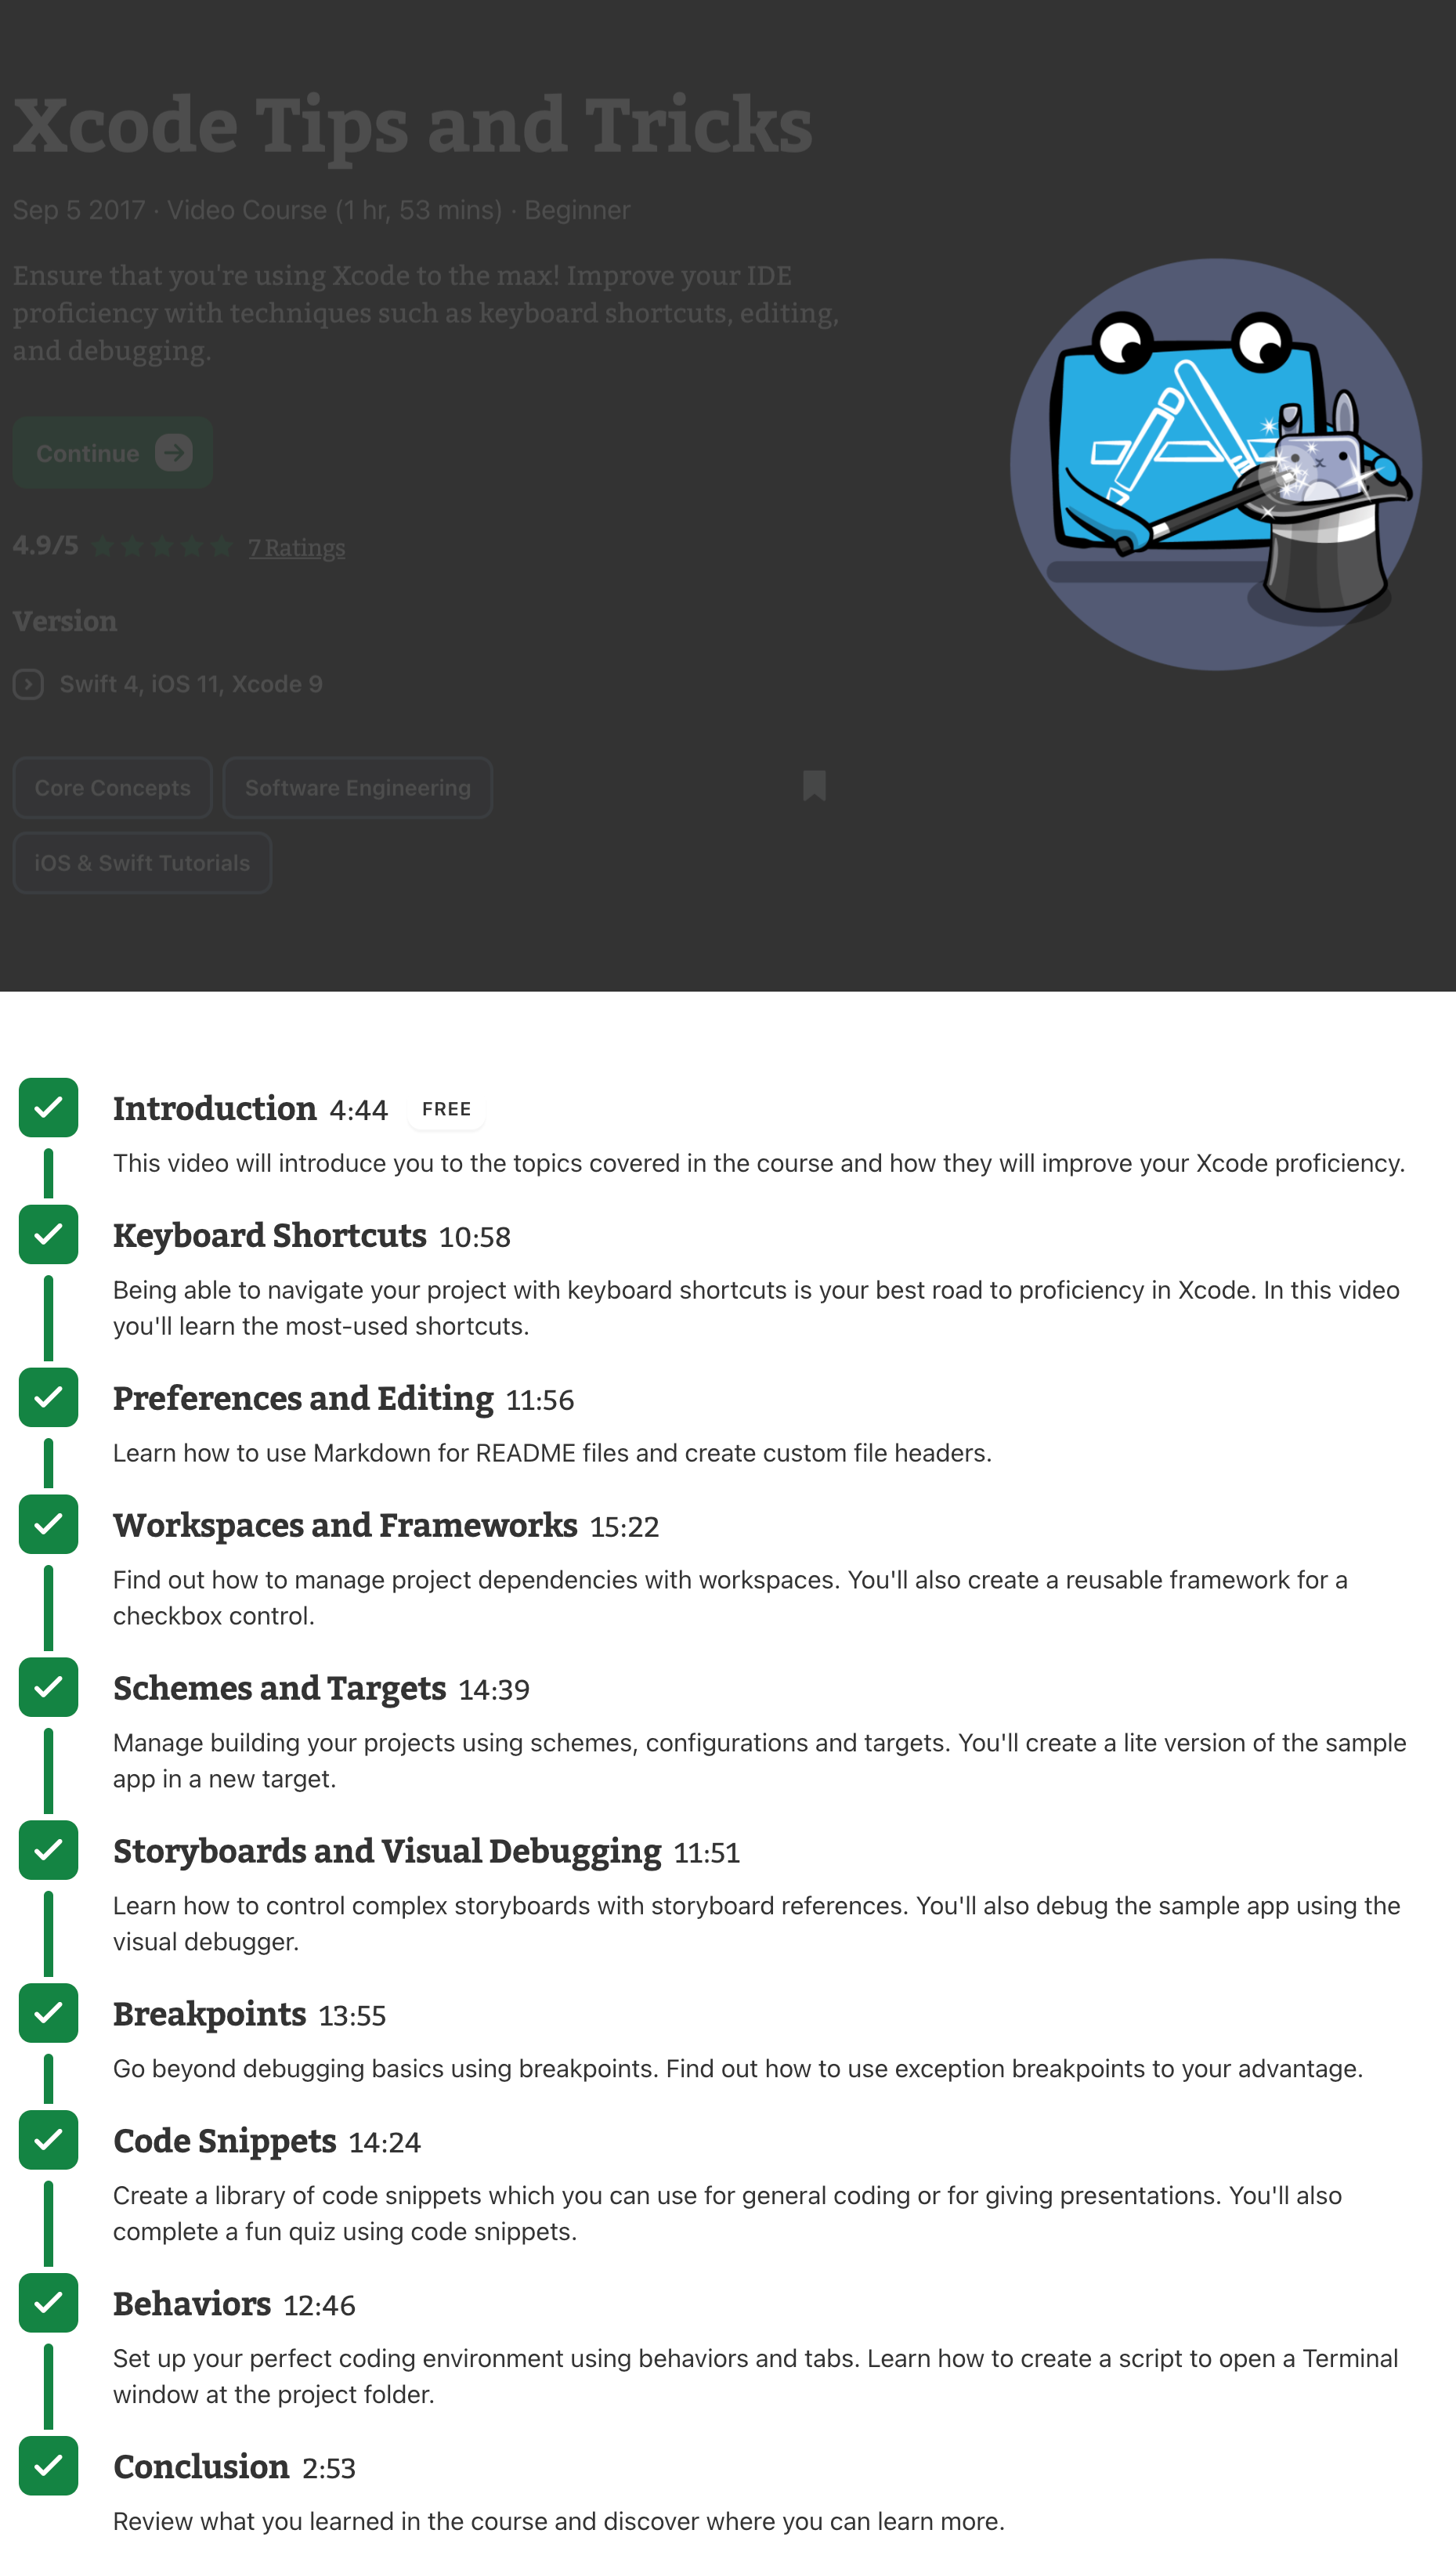 Xcode Tips and Tricks
Sep 5 2017 · Video Course (1 hr, 53 mins) · Beginner
Ensure that you're using Xcode to the max! Improve your IDE
proficiency with techniques such as keyboard shortcuts, editing,
and debugging.
Continue
4.9/5 7 Ratings
Version
Swift 4, iOS 11, Xcode 9
Core Concepts Software Engineering
iOS & Swift Tutorials
Introduction 4:44 FREE
This video will introduce you to the topics covered in the course and how they will improve your Xcode proficiency.
Keyboard Shortcuts 10:58
Being able to navigate your project with keyboard shortcuts is your best road to proficiency in Xcode. In this video
you'll learn the most-used shortcuts.
Preferences and Editing 11:56
Learn how to use Markdown for README files and create custom file headers.
Workspaces and Frameworks 15:22
Find out how to manage project dependencies with workspaces. You'll also create a reusable framework for a
checkbox control.
Schemes and Targets 14:39
Manage building your projects using schemes, configurations and targets. You'll create a lite version of the sample
app in a new target.
Storyboards and Visual Debugging 11:51
Learn how to control complex storyboards with storyboard references. You'll also debug the sample app using the
visual debugger.
Breakpoints 13:55
Go beyond debugging basics using breakpoints. Find out how to use exception breakpoints to your advantage.
Code Snippets 14:24
Create a library of code snippets which you can use for general coding or for giving presentations. You'll also
complete a fun quiz using code snippets.
Behaviors 12:46
Set up your perfect coding environment using behaviors and tabs. Learn how to create a script to open a Terminal
window at the project folder.
Conclusion 2:53
Review what you learned in the course and discover where you can learn more.